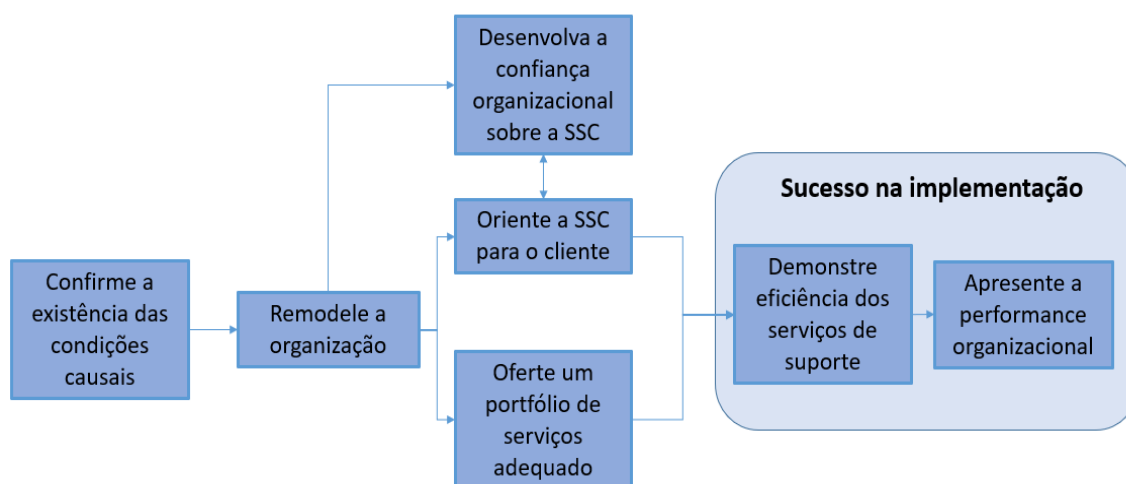 Desenvolva a
confiança
organizacional
sobre a SSC
Sucesso na implementação
Oriente a SSC
para o cliente
Confirme a
existência das
condições
causais
Remodele a
organização
Demonstre
eficiência dos
serviços de
suporte
Apresente a
performance
organizacional
Oferte um
portfólio de
serviços
adequado